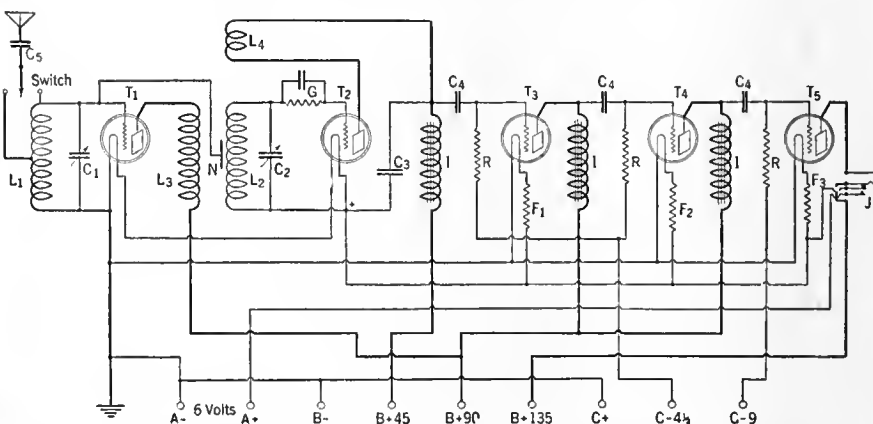 C5
Switch
L1
C1
T1
L3
N
L2
C2
G
T2
L4
C3
+
I
C4
R
T3
F1
I
C4
R
T4
F2
I
C4
R
T5
F3
J
A- 6 Volts A+ B- B+45 B+90 B+135 C+ C-4½ C-9